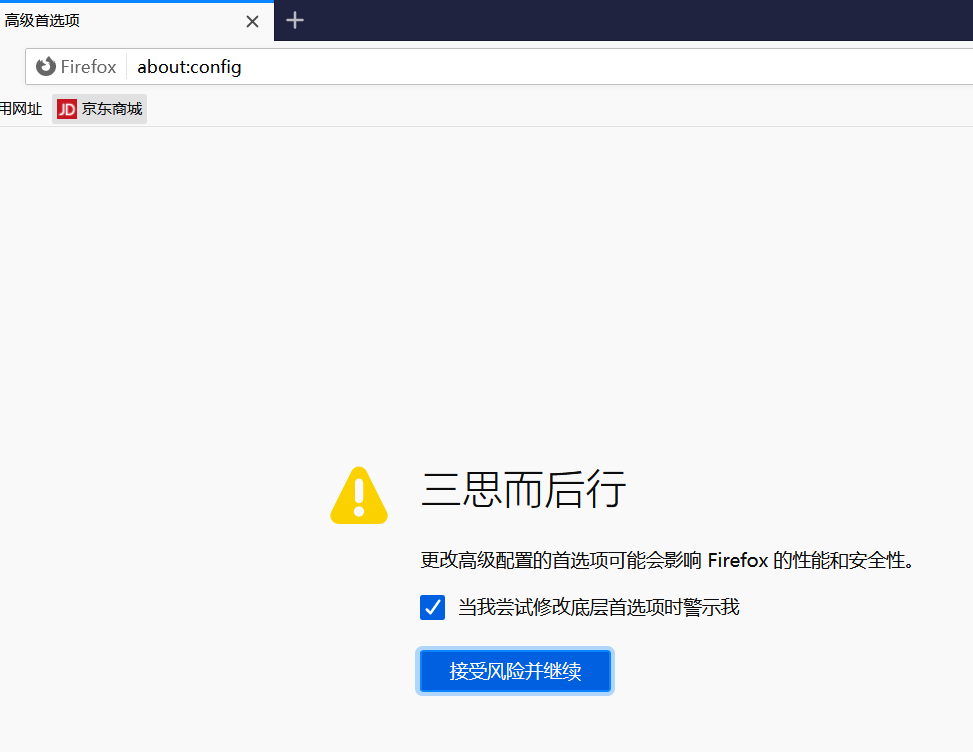 高级首选项
Firefox about:config
用网址 JD 京东商城
三思而后行
更改高级配置的首选项可能会影响 Firefox 的性能和安全性。
当我尝试修改底层首选项时警示我
接受风险并继续